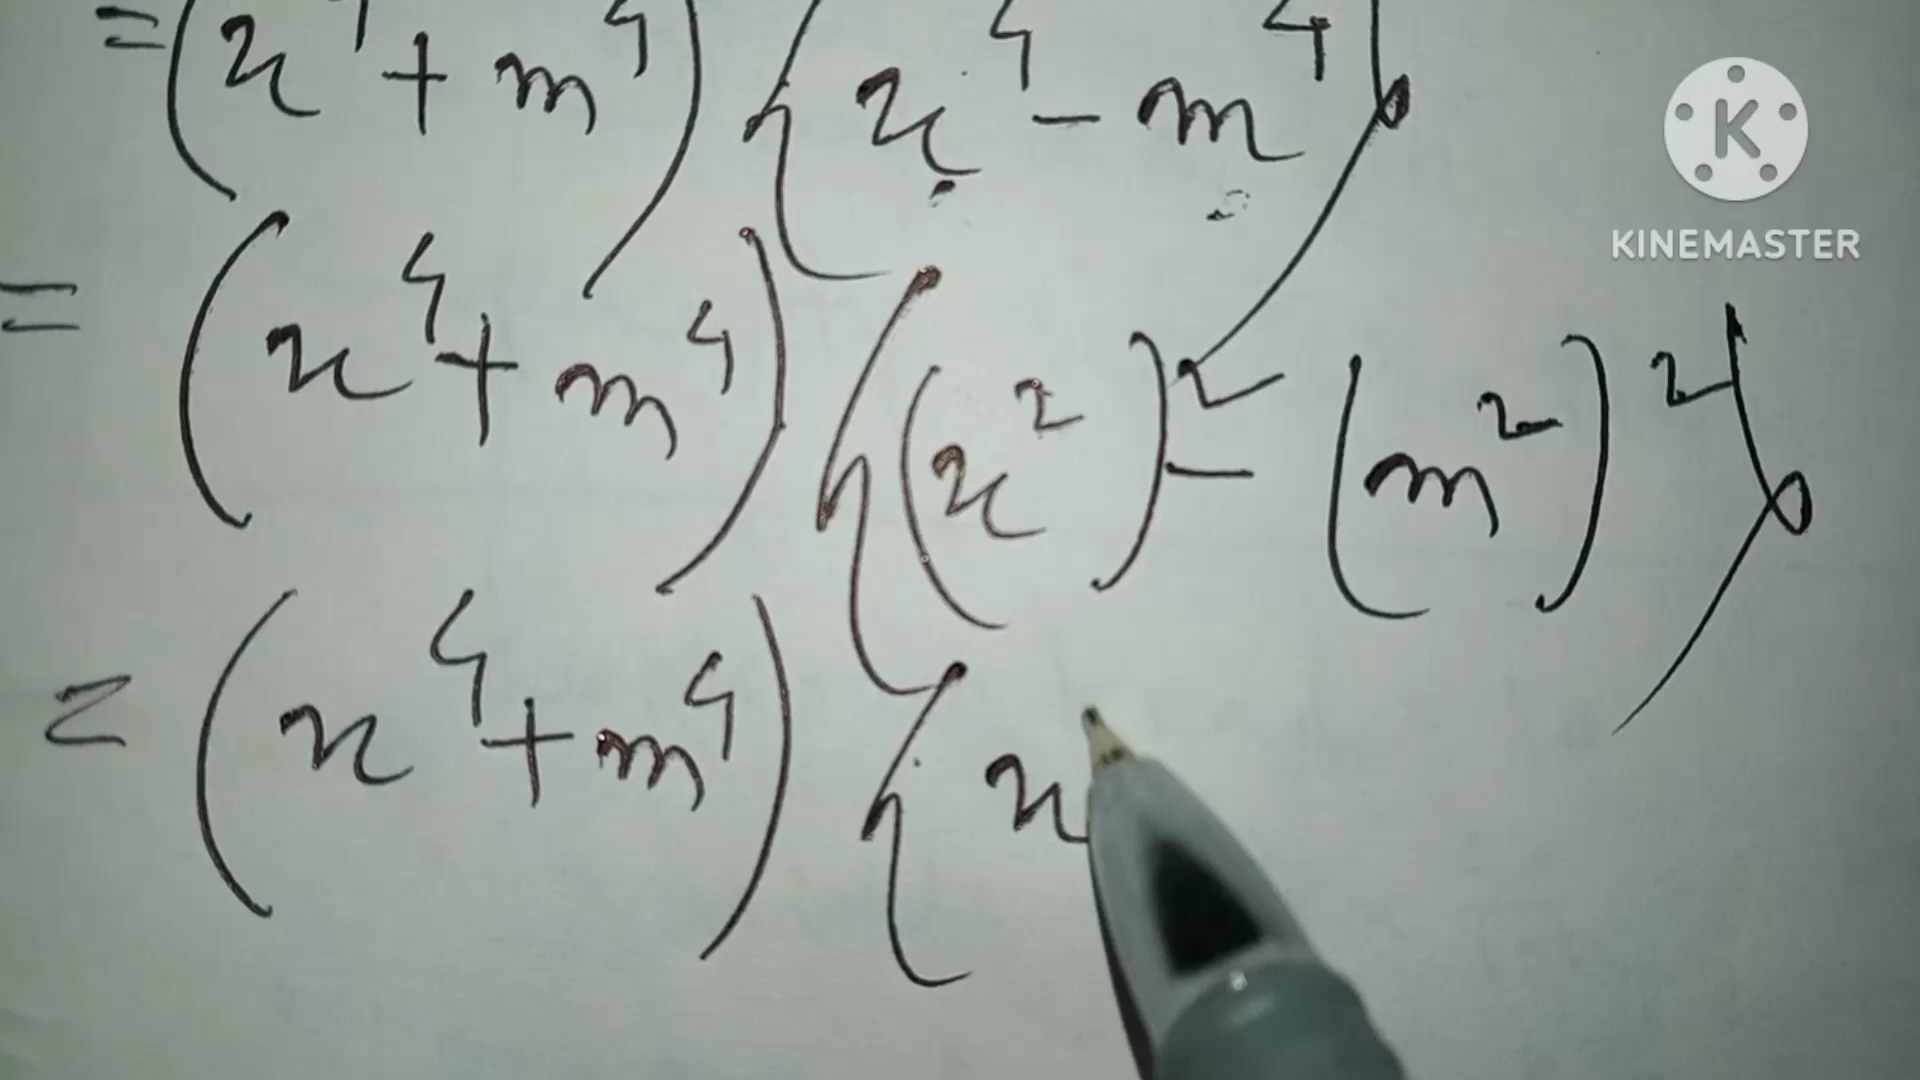 = (x⁴ + m⁴) {x⁴ - m⁴}
= (x⁴ + m⁴) {(x²)² - (m²)²}
= (x⁴ + m⁴) {x
KINEMASTER